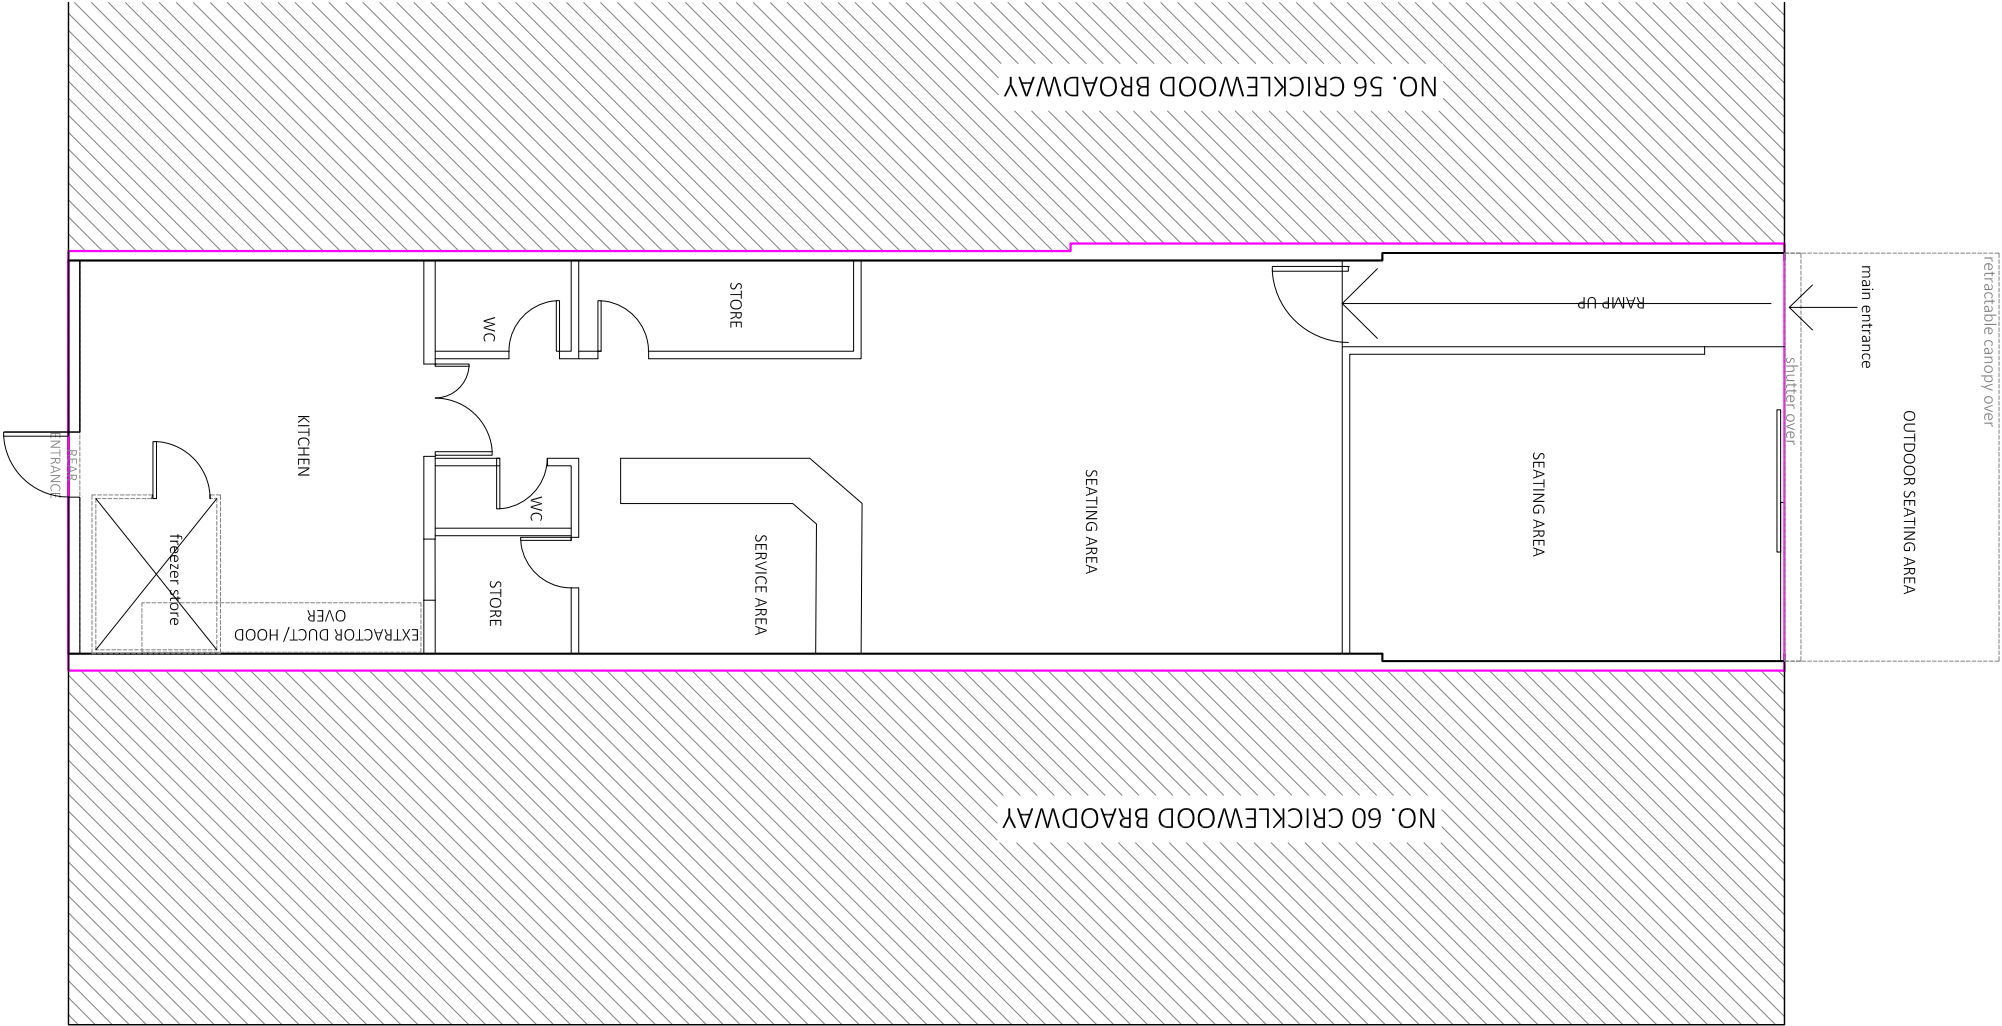 NO. 56 CRICKLEWOOD BROADWAY
retractable canopy over
main entrance
RAMP UP
STORE
WC
shutter over
OUTDOOR SEATING AREA
KITCHEN
REAR
ENTRANCE
SEATING AREA
SEATING AREA
WC
SERVICE AREA
STORE
freezer store
EXTRACTOR DUCT/ HOOD
OVER
NO. 60 CRICKLEWOOD BRAODWAY